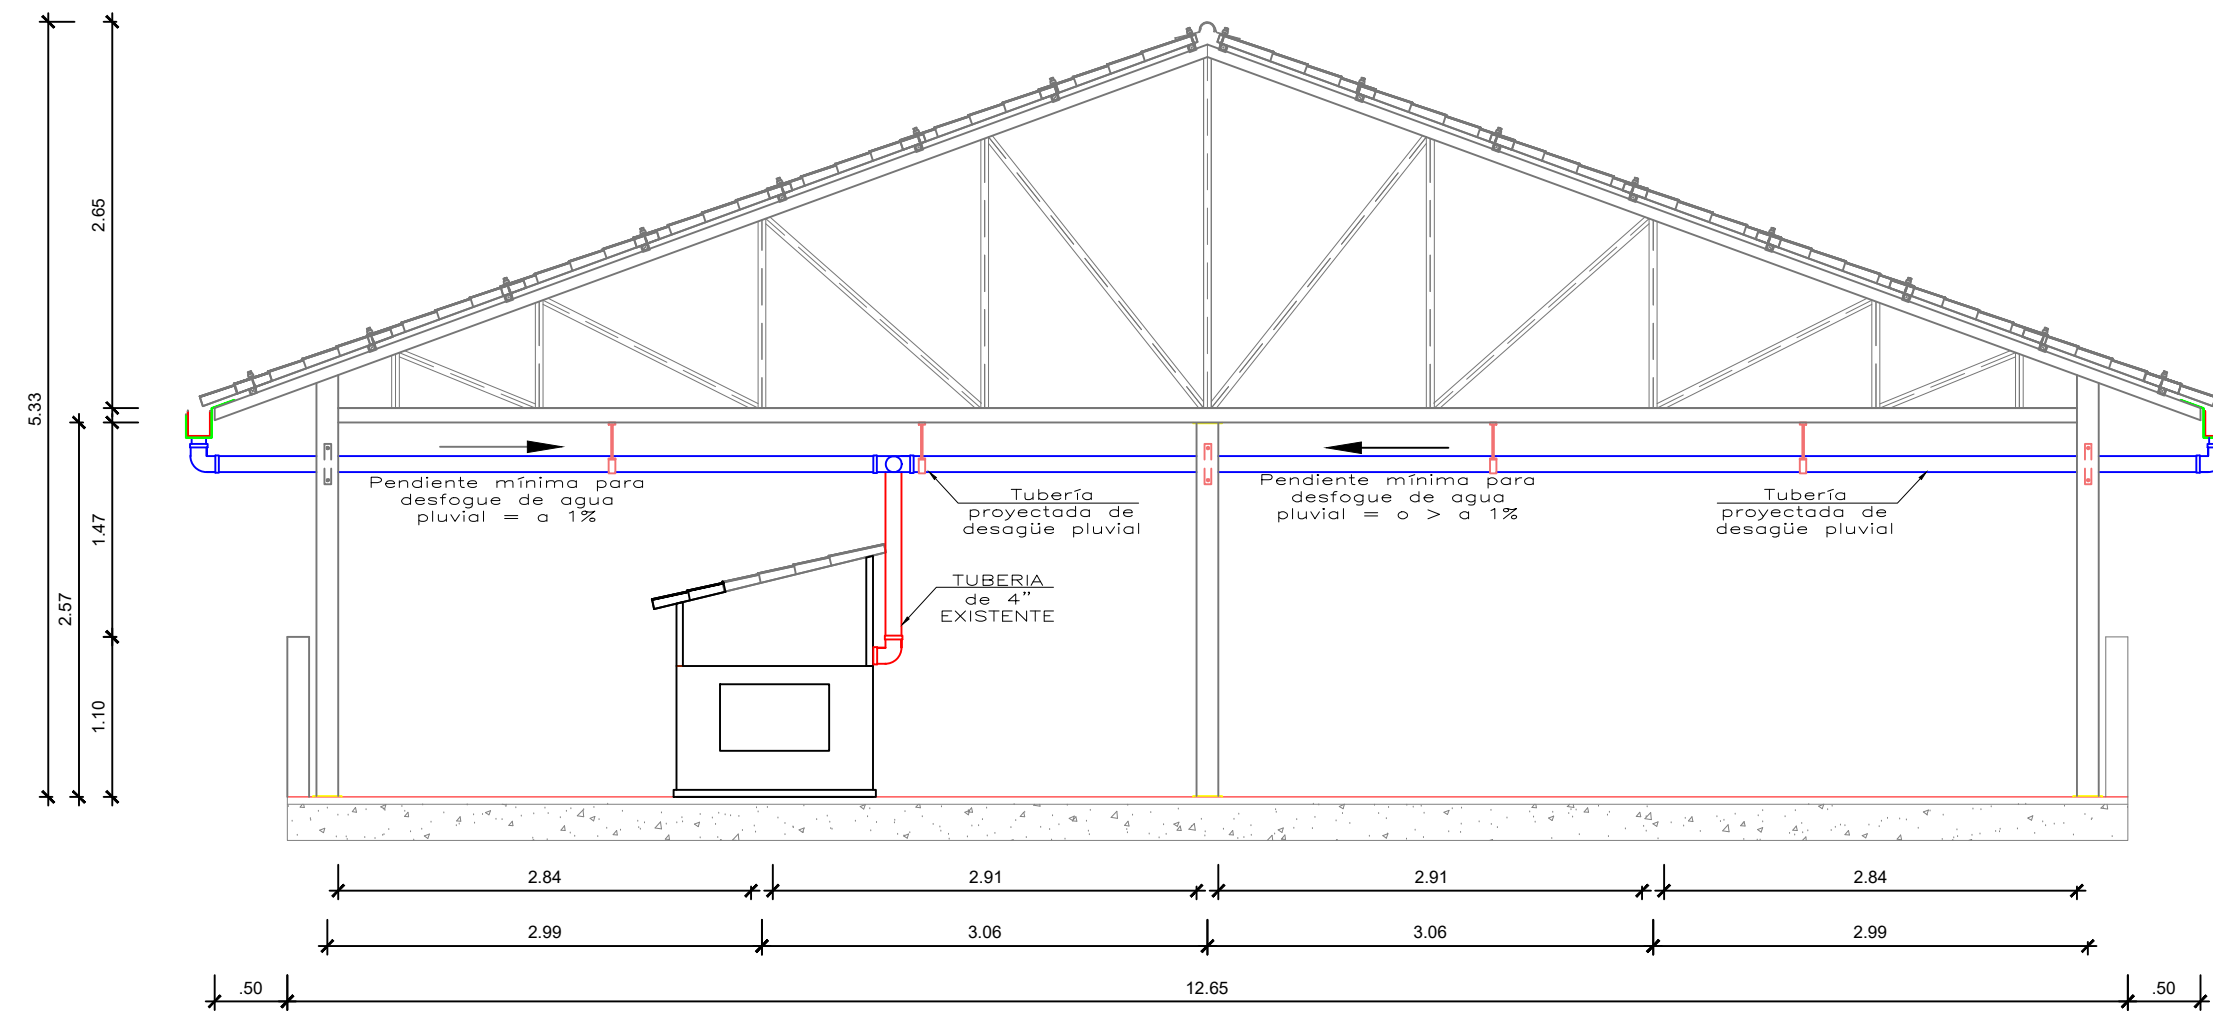 2.65
5.33
Pendiente mínima para
desfogue de agua
pluvial = a 1%
Tubería
proyectada de
desagüe pluvial
Pendiente mínima para
desfogue de agua
pluvial = o > a 1%
Tubería
proyectada de
desagüe pluvial
1.47
2.57
TUBERIA
de 4”
EXISTENTE
1.10
2.84
2.91
2.91
2.84
2.99
3.06
3.06
2.99
.50
12.65
.50